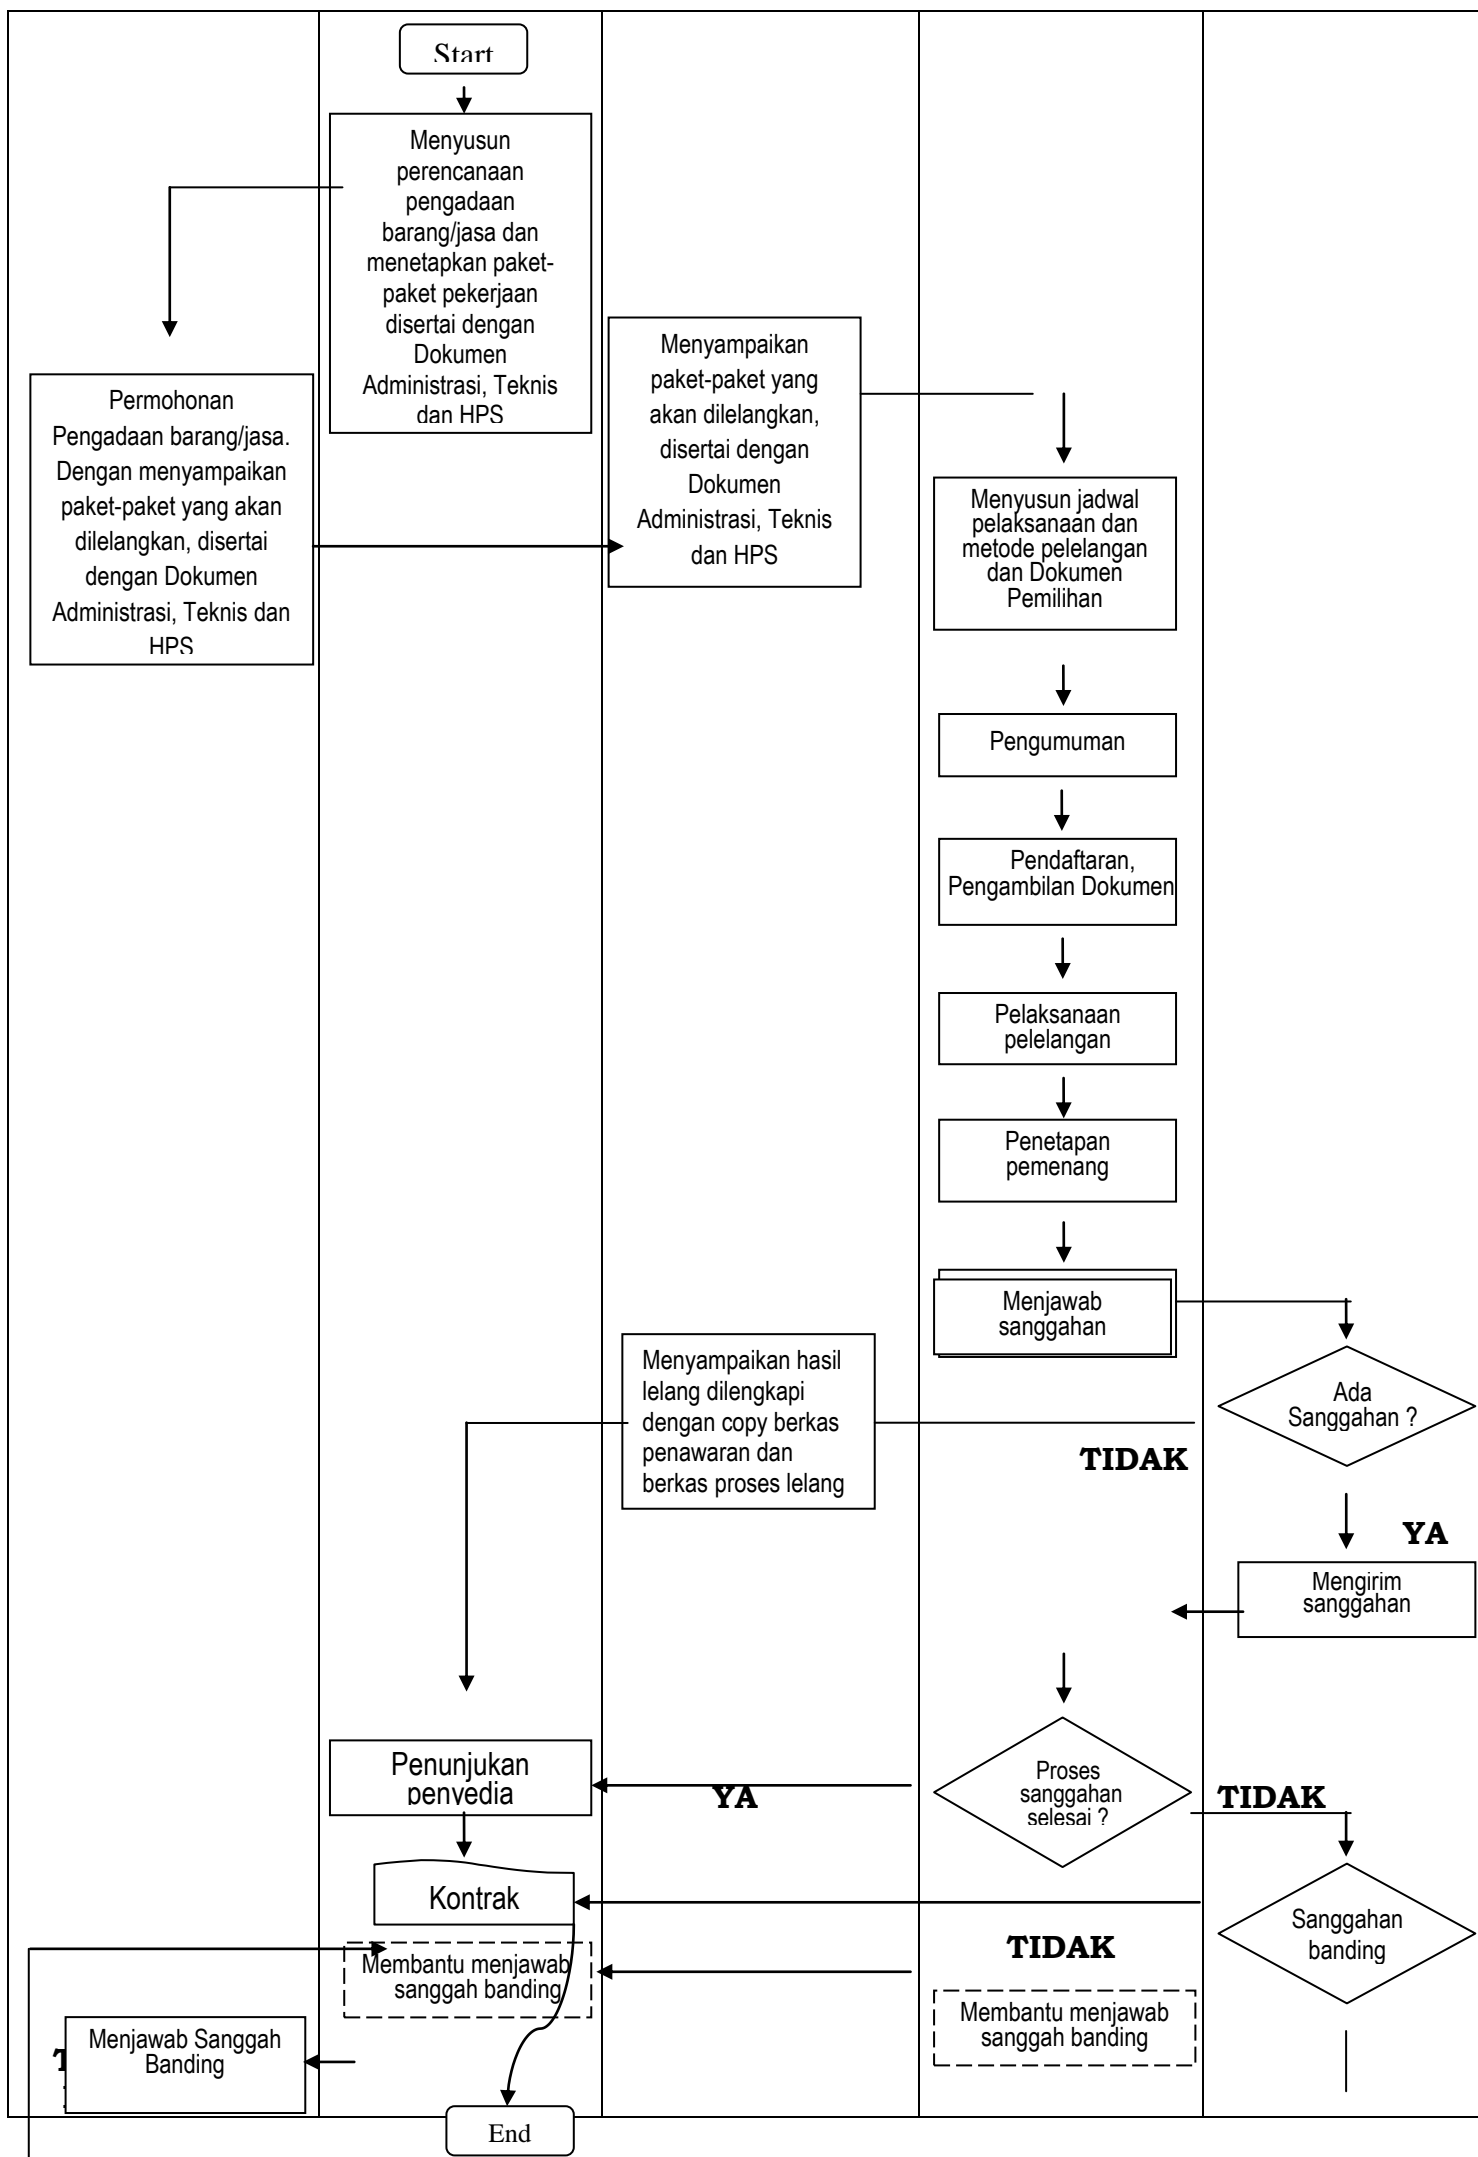 Start
Menyusun
perencanaan
pengadaan
barang/jasa dan
menetapkan paket-
paket pekerjaan
disertai dengan
Dokumen
Administrasi, Teknis
dan HPS
Permohonan
Pengadaan barang/jasa.
Dengan menyampaikan
paket-paket yang akan
dilelangkan, disertai
dengan Dokumen
Administrasi, Teknis dan
HPS
Menyampaikan
paket-paket yang
akan dilelangkan,
disertai dengan
Dokumen
Administrasi, Teknis
dan HPS
Menyusun jadwal
pelaksanaan dan
metode pelelangan
dan Dokumen
Pemilihan
Pengumuman
Pendaftaran,
Pengambilan Dokumen
Pelaksanaan
pelelangan
Penetapan
pemenang
Menjawab
sanggahan
Ada
Sanggahan ?
Menyampaikan hasil
lelang dilengkapi
dengan copy berkas
penawaran dan
berkas proses lelang
TIDAK
YA
Mengirim
sanggahan
Proses
sanggahan
selesai ?
YA
TIDAK
Penunjukan
penyedia
Kontrak
Sanggahan
banding
TIDAK
Membantu menjawab
sanggah banding
Membantu menjawab
sanggah banding
Menjawab Sanggah
Banding
End